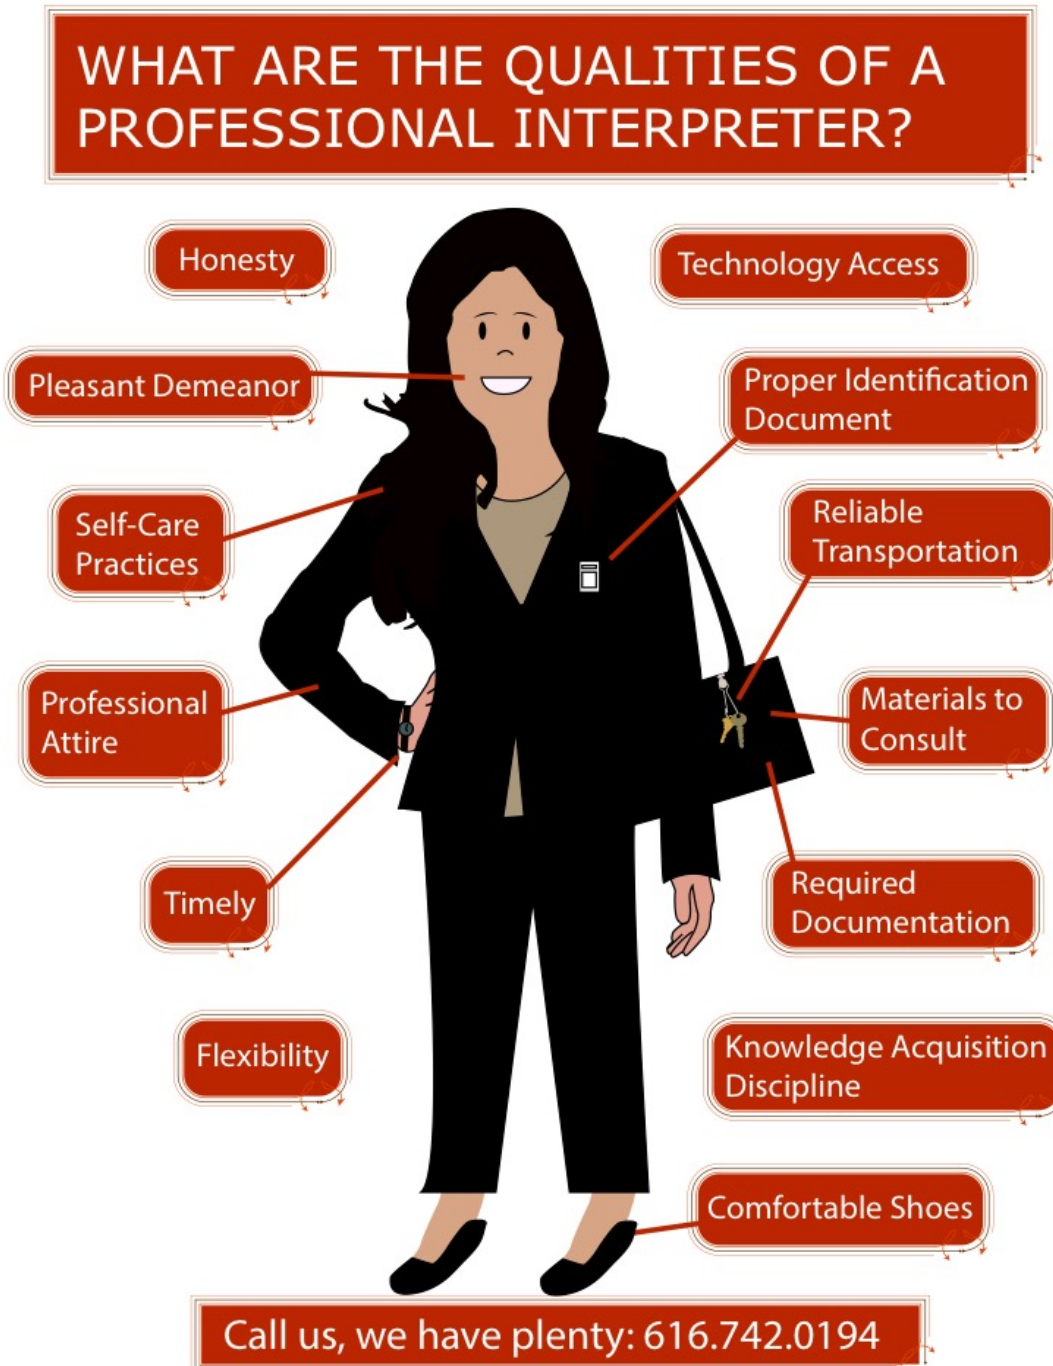 WHAT ARE THE QUALITIES OF A
PROFESSIONAL INTERPRETER?
Honesty
Technology Access
Pleasant Demeanor
Proper Identification
Document
Self-Care
Practices
Reliable
Transportation
Professional
Attire
Materials to
Consult
Timely
Required
Documentation
Flexibility
Knowledge Acquisition
Discipline
Comfortable Shoes
Call us, we have plenty: 616.742.0194